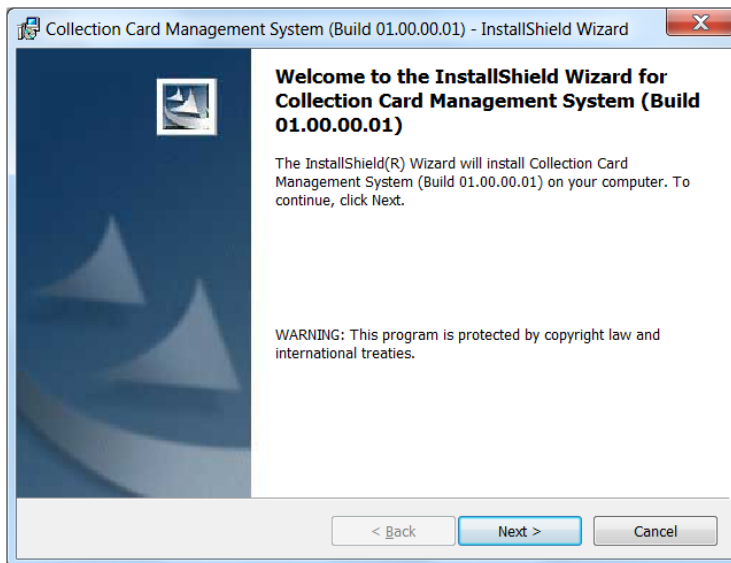 Collection Card Management System (Build 01.00.00.01) - InstallShield Wizard
Welcome to the InstallShield Wizard for
Collection Card Management System (Build
01.00.00.01)
The InstallShield(R) Wizard will install Collection Card
Management System (Build 01.00.00.01) on your computer. To
continue, click Next.
WARNING: This program is protected by copyright law and
international treaties.
< Back
Next >
Cancel